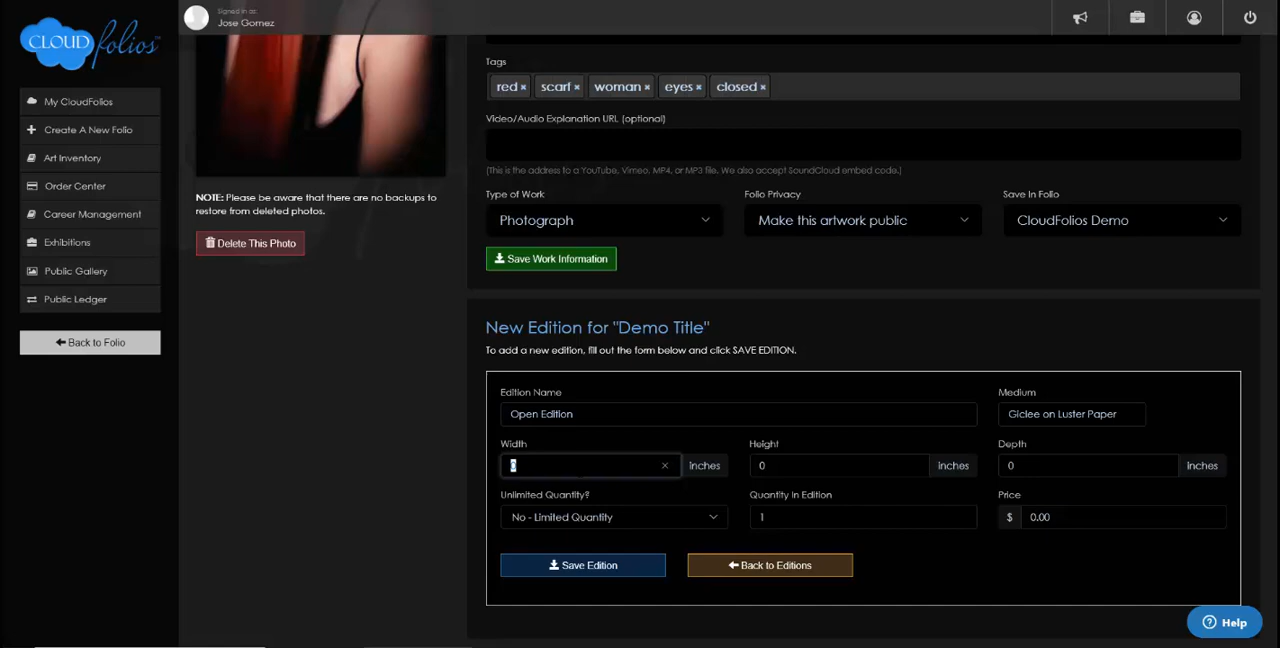 Signed in as:
Jose Gomez
CLOUD folios™
My CloudFolios
Create A New Folio
Art Inventory
Order Center
Career Management
Exhibitions
Public Gallery
Public Ledger
Back to Folio
NOTE: Please be aware that there are no backups to
restore from deleted photos.
Delete This Photo
Tags
red × scarf × woman × eyes × closed ×
Video/Audio Explanation URL (optional)
(This is the address to a YouTube, Vimeo, MP4, or MP3 file. We also accept SoundCloud embed code.)
Type of Work Folio Privacy Save In Folio
Photograph Make this artwork public CloudFolios Demo
Save Work Information
New Edition for "Demo Title"
To add a new edition, fill out the form below and click SAVE EDITION.
Edition Name Medium
Open Edition Giclee on Luster Paper
Width Height Depth
0 × inches 0 inches 0 inches
Unlimited Quantity? Quantity In Edition Price
No - Limited Quantity 1 $ 0.00
Save Edition Back to Editions
Help